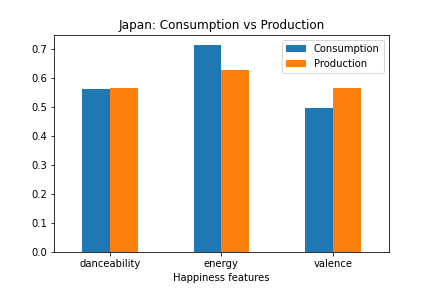 Japan: Consumption vs Production
Consumption
Production
0.7
0.6
0.5
0.4
0.3
0.2
0.1
0.0
danceability energy valence
Happiness features